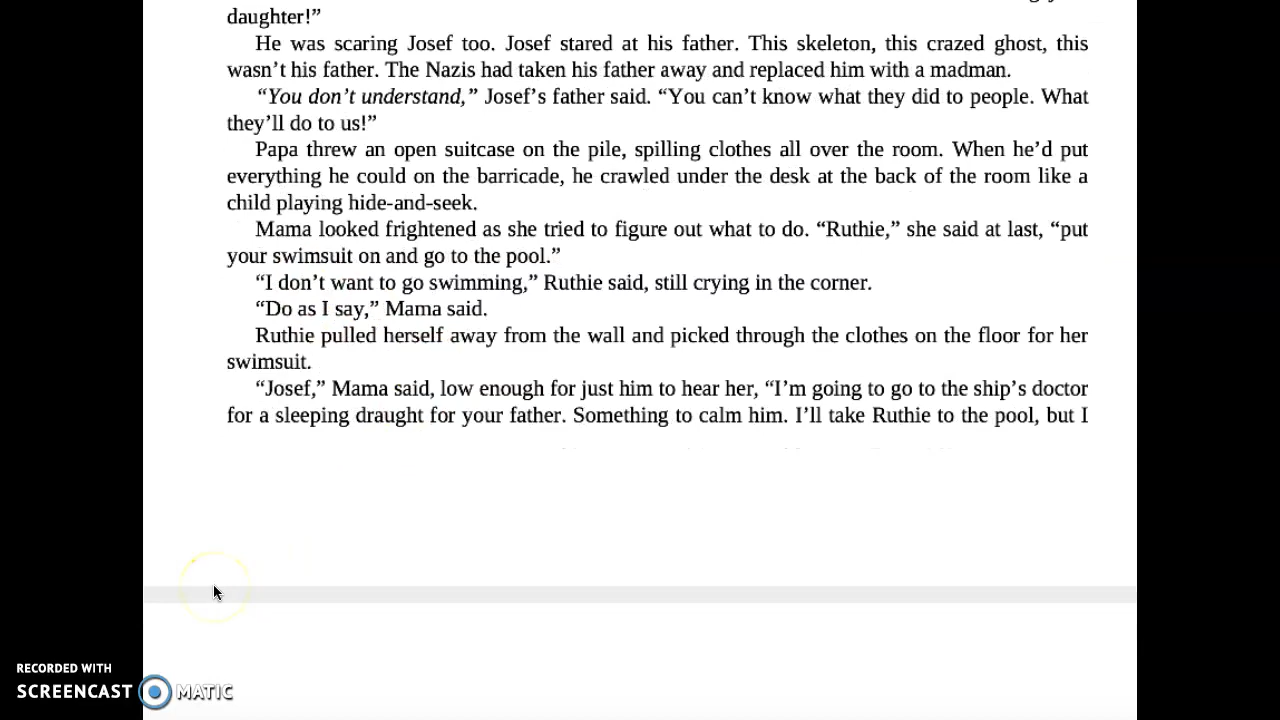 daughter!”
He was scaring Josef too. Josef stared at his father. This skeleton, this crazed ghost, this
wasn’t his father. The Nazis had taken his father away and replaced him with a madman.
“You don’t understand,” Josef’s father said. “You can’t know what they did to people. What
they’ll do to us!”
Papa threw an open suitcase on the pile, spilling clothes all over the room. When he’d put
everything he could on the barricade, he crawled under the desk at the back of the room like a
child playing hide-and-seek.
Mama looked frightened as she tried to figure out what to do. “Ruthie,” she said at last, “put
your swimsuit on and go to the pool.”
“I don’t want to go swimming,” Ruthie said, still crying in the corner.
“Do as I say,” Mama said.
Ruthie pulled herself away from the wall and picked through the clothes on the floor for her
swimsuit.
“Josef,” Mama said, low enough for just him to hear her, “I’m going to go to the ship’s doctor
for a sleeping draught for your father. Something to calm him. I’ll take Ruthie to the pool, but I
RECORDED WITH
SCREENCAST MATIC